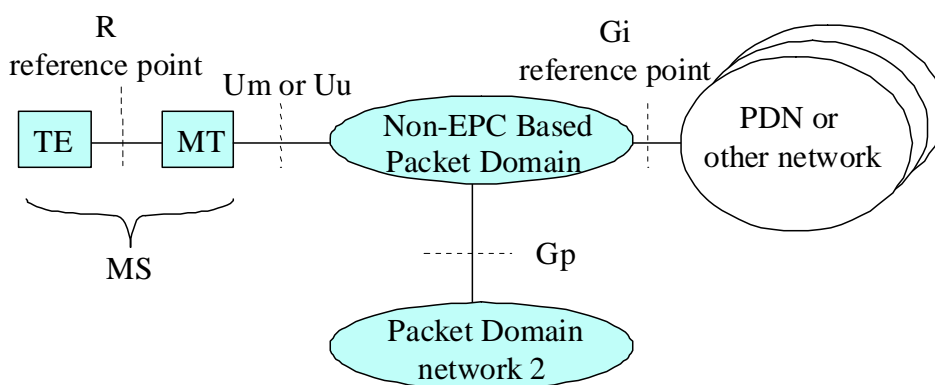 R
reference point
Um or Uu
Gi
reference point
TE
MT
Non-EPC Based
Packet Domain
PDN or
other network
MS
Gp
Packet Domain
network 2